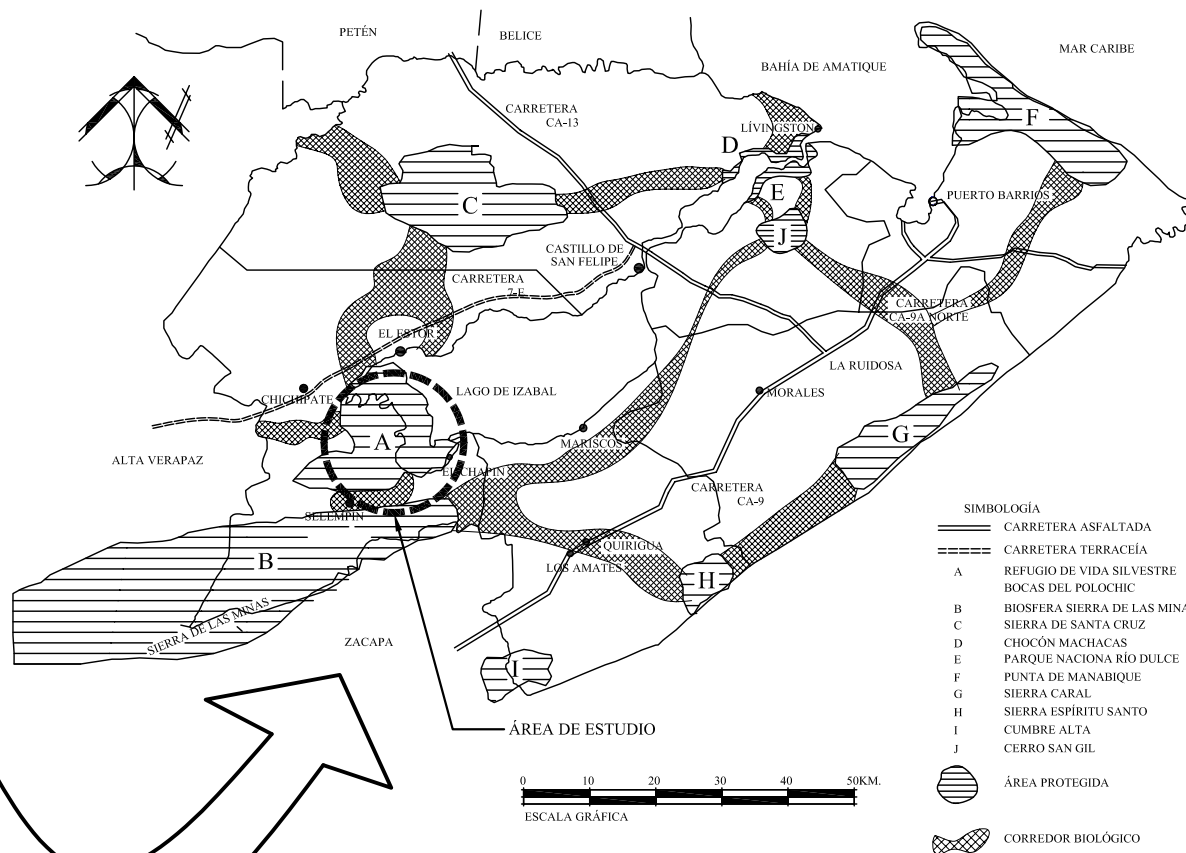 PETÉN
BELICE
MAR CARIBE
BAHÍA DE AMATIQUE
CARRETERA
CA-13
LÍVINGSTON
F
D
E
PUERTO BARRIOS
C
J
CASTILLO DE
SAN FELIPE
CARRETERA
7-E
CARRETERA
CA-9A NORTE
EL ESTOR
LA RUIDOSA
LAGO DE IZABAL
CHICHIPATE
MORALES
A
MARISCOS
G
ALTA VERAPAZ
EL CHAPIN
CARRETERA
CA-9
SELEMPIN
B
QUIRIGUA
LOS AMATES
H
SIERRA DE LAS MINAS
ZACAPA
I
ÁREA DE ESTUDIO
0 10 20 30 40 50KM.
ESCALA GRÁFICA
SIMBOLOGÍA
CARRETERA ASFALTADA
CARRETERA TERRACEÍA
A REFUGIO DE VIDA SILVESTRE
BOCAS DEL POLOCHIC
B BIOSFERA SIERRA DE LAS MINA
C SIERRA DE SANTA CRUZ
D CHOCÓN MACHACAS
E PARQUE NACIONA RÍO DULCE
F PUNTA DE MANABIQUE
G SIERRA CARAL
H SIERRA ESPÍRITU SANTO
I CUMBRE ALTA
J CERRO SAN GIL
ÁREA PROTEGIDA
CORREDOR BIOLÓGICO